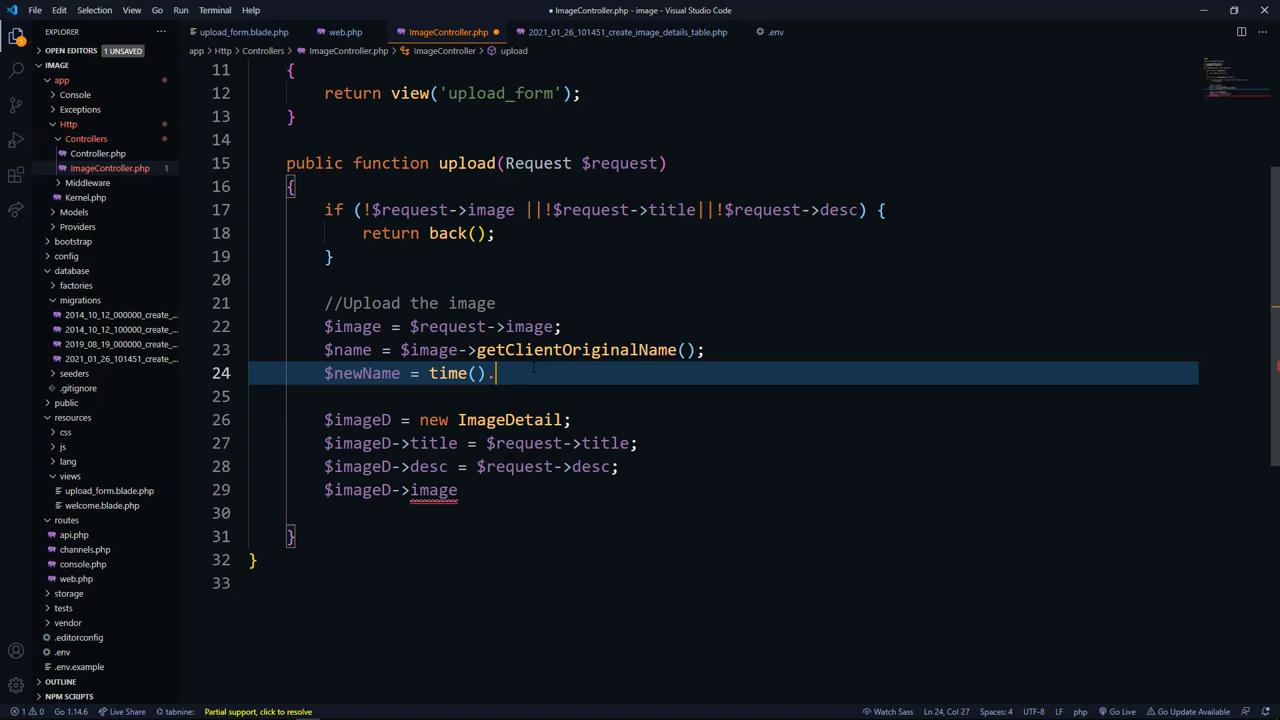 File Edit Selection View Go Run Terminal Help
● ImageController.php - image - Visual Studio Code
EXPLORER ···
upload_form.blade.php web.php ImageController.php 2021_01_26_101451_create_image_details_table.php .env
app > Http > Controllers > ImageController.php > ImageController > upload
OPEN EDITORS 1 UNSAVED
IMAGE
app
Console
Exceptions
Http
Controllers
Controller.php
ImageController.php 1
Middleware
Kernel.php
Models
Providers
bootstrap
config
database
factories
migrations
2014_10_12_000000_create_...
2014_10_12_100000_create_...
2019_08_19_000000_create_...
2021_01_26_101451_create_...
seeders
.gitignore
public
resources
css
js
lang
views
upload_form.blade.php
welcome.blade.php
routes
api.php
channels.php
console.php
web.php
storage
tests
vendor
.editorconfig
.env
.env.example
OUTLINE
NPM SCRIPTS
11 {
12 return view('upload_form');
13 }
14
15 public function upload(Request $request)
16 {
17 if (!$request->image ||!$request->title||!$request->desc) {
18 return back();
19 }
20
21 //Upload the image
22 $image = $request->image;
23 $name = $image->getClientOriginalName();
24 $newName = time().
25
26 $imageD = new ImageDetail;
27 $imageD->title = $request->title;
28 $imageD->desc = $request->desc;
29 $imageD->image
30
31 }
32 }
33
1 0 Go 1.14.6 Live Share tabnine: Partial support, click to resolve Watch Sass Ln 24, Col 27 Spaces: 4 UTF-8 LF php Go Live Go Update Available